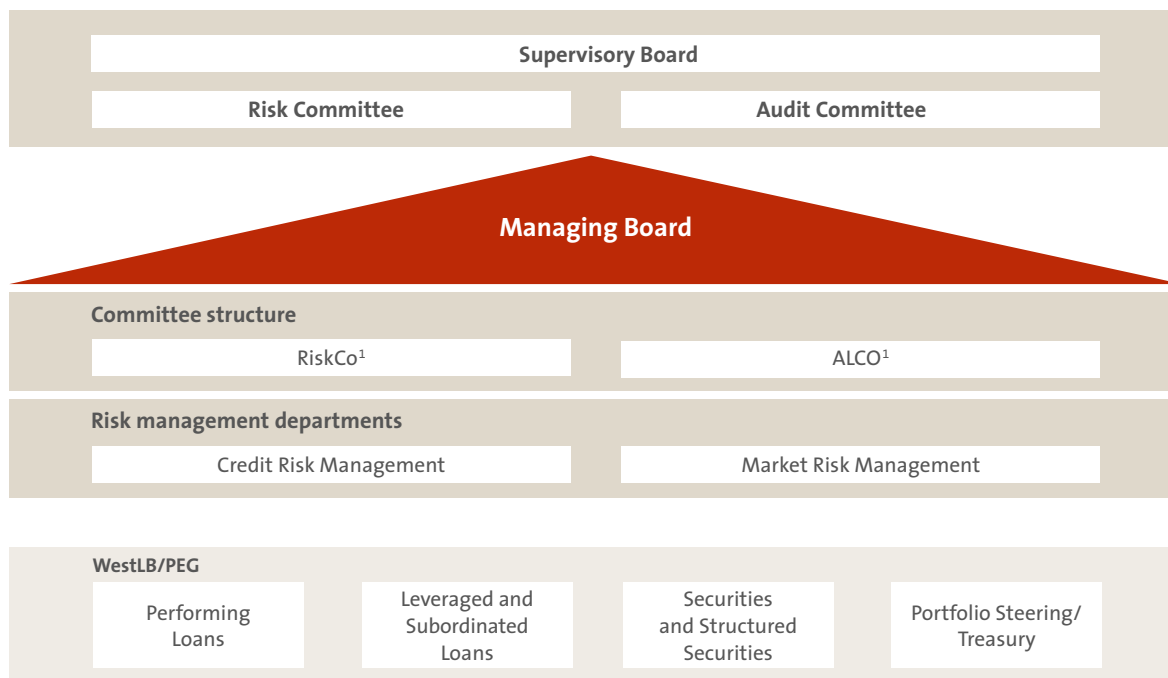 Supervisory Board
Risk Committee
Audit Committee
Managing Board
Committee structure
RiskCo¹
ALCO¹
Risk management departments
Credit Risk Management
Market Risk Management
WestLB/PEG
Performing
Loans
Leveraged and
Subordinated
Loans
Securities
and Structured
Securities
Portfolio Steering/
Treasury